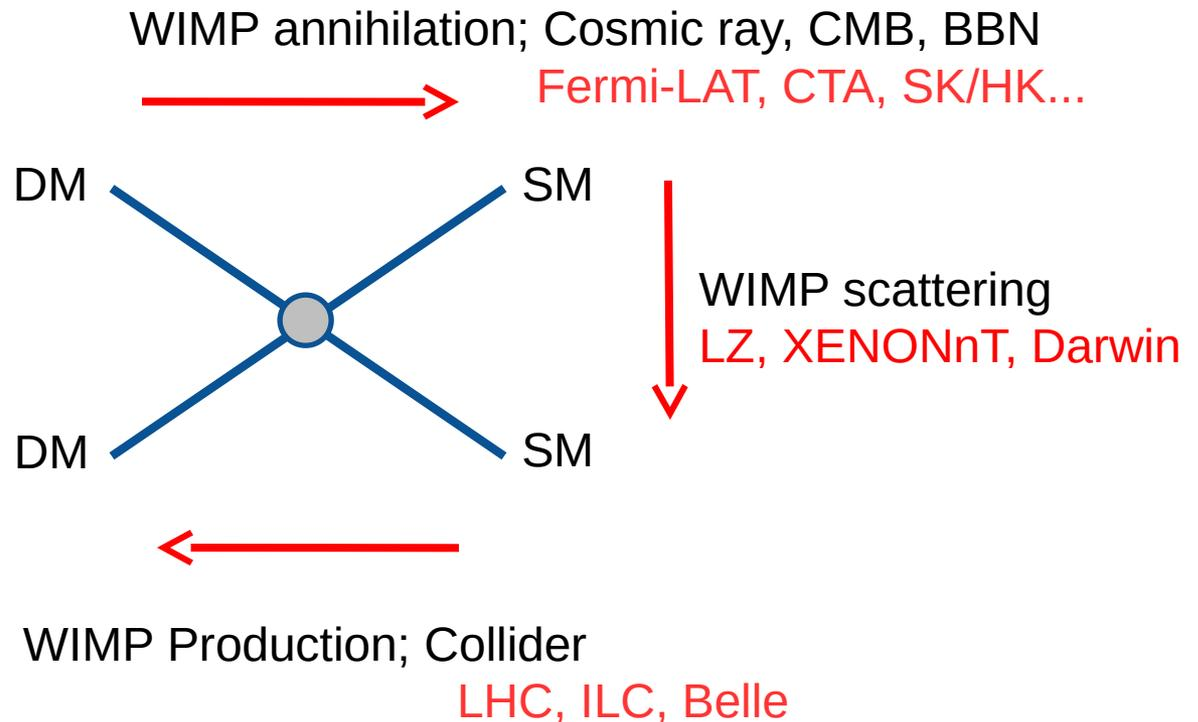 WIMP annihilation; Cosmic ray, CMB, BBN
Fermi-LAT, CTA, SK/HK...
DM
SM
WIMP scattering
LZ, XENONnT, Darwin
DM
SM
WIMP Production; Collider
LHC, ILC, Belle